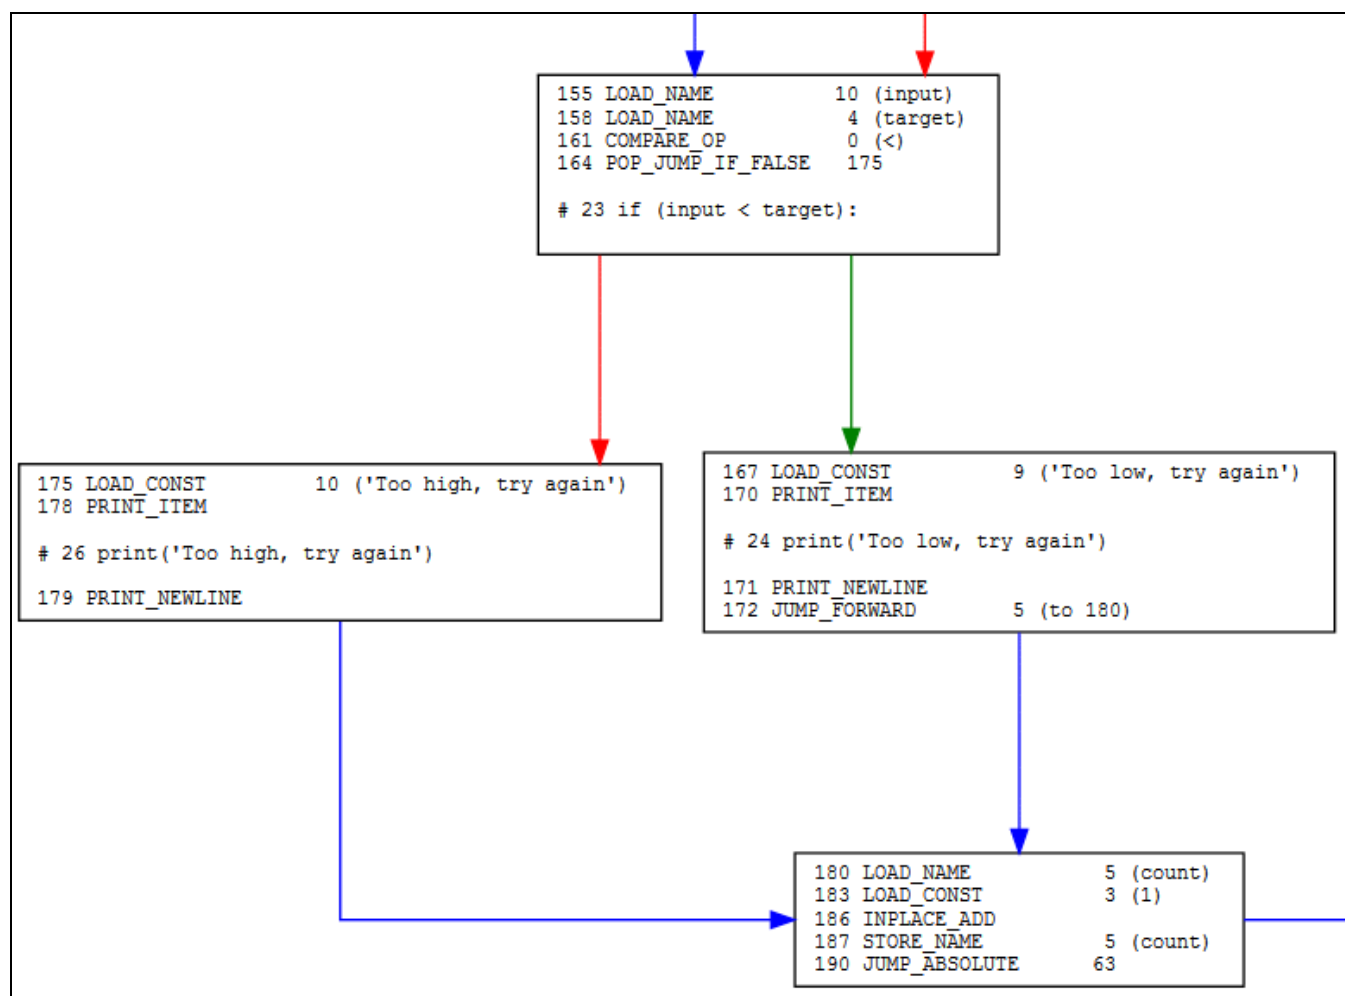 155 LOAD_NAME 10 (input)
158 LOAD_NAME 4 (target)
161 COMPARE_OP 0 (<)
164 POP_JUMP_IF_FALSE 175
# 23 if (input < target):
175 LOAD_CONST 10 ('Too high, try again')
178 PRINT_ITEM
# 26 print('Too high, try again')
179 PRINT_NEWLINE
167 LOAD_CONST 9 ('Too low, try again')
170 PRINT_ITEM
# 24 print('Too low, try again')
171 PRINT_NEWLINE
172 JUMP_FORWARD 5 (to 180)
180 LOAD_NAME 5 (count)
183 LOAD_CONST 3 (1)
186 INPLACE_ADD
187 STORE_NAME 5 (count)
190 JUMP_ABSOLUTE 63